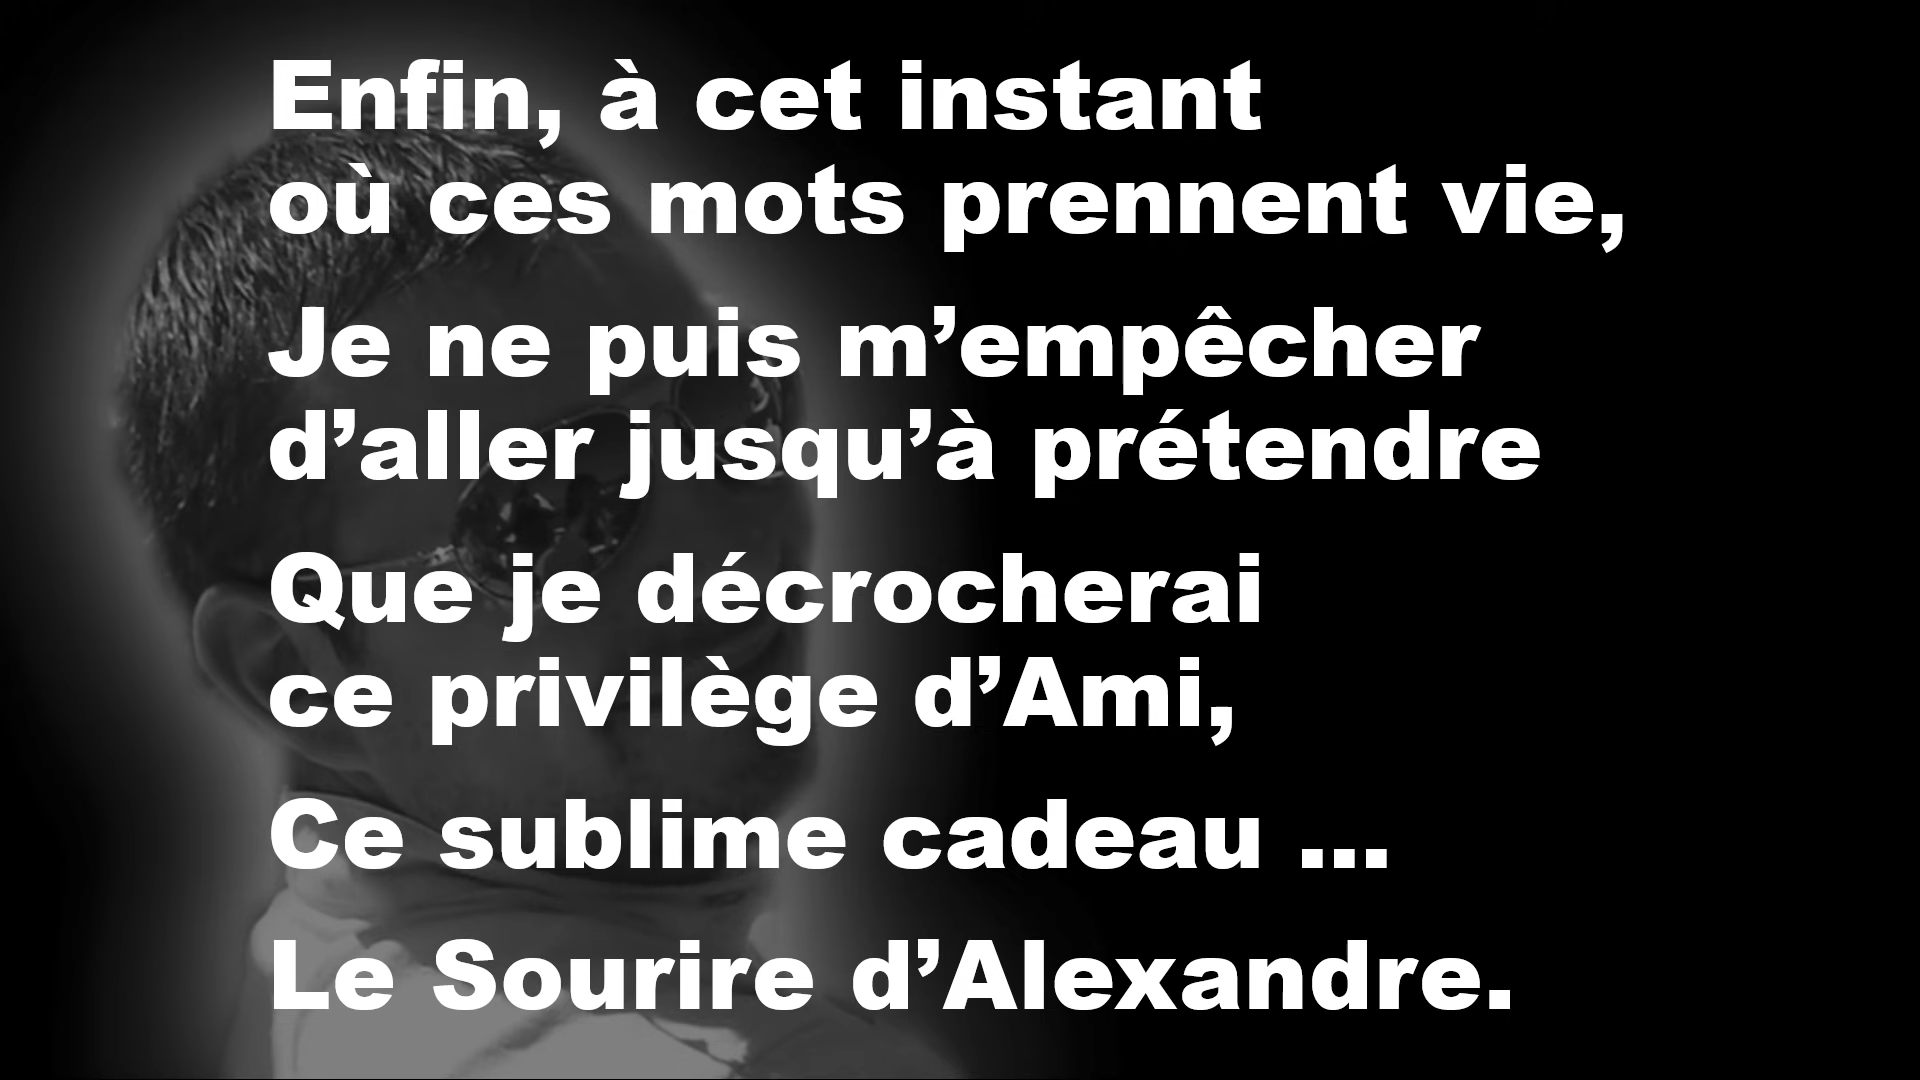 Enfin, à cet instant
où ces mots prennent vie,
Je ne puis m’empêcher
d’aller jusqu’à prétendre
Que je décrocherai
ce privilège d’Ami,
Ce sublime cadeau ...
Le Sourire d’Alexandre.